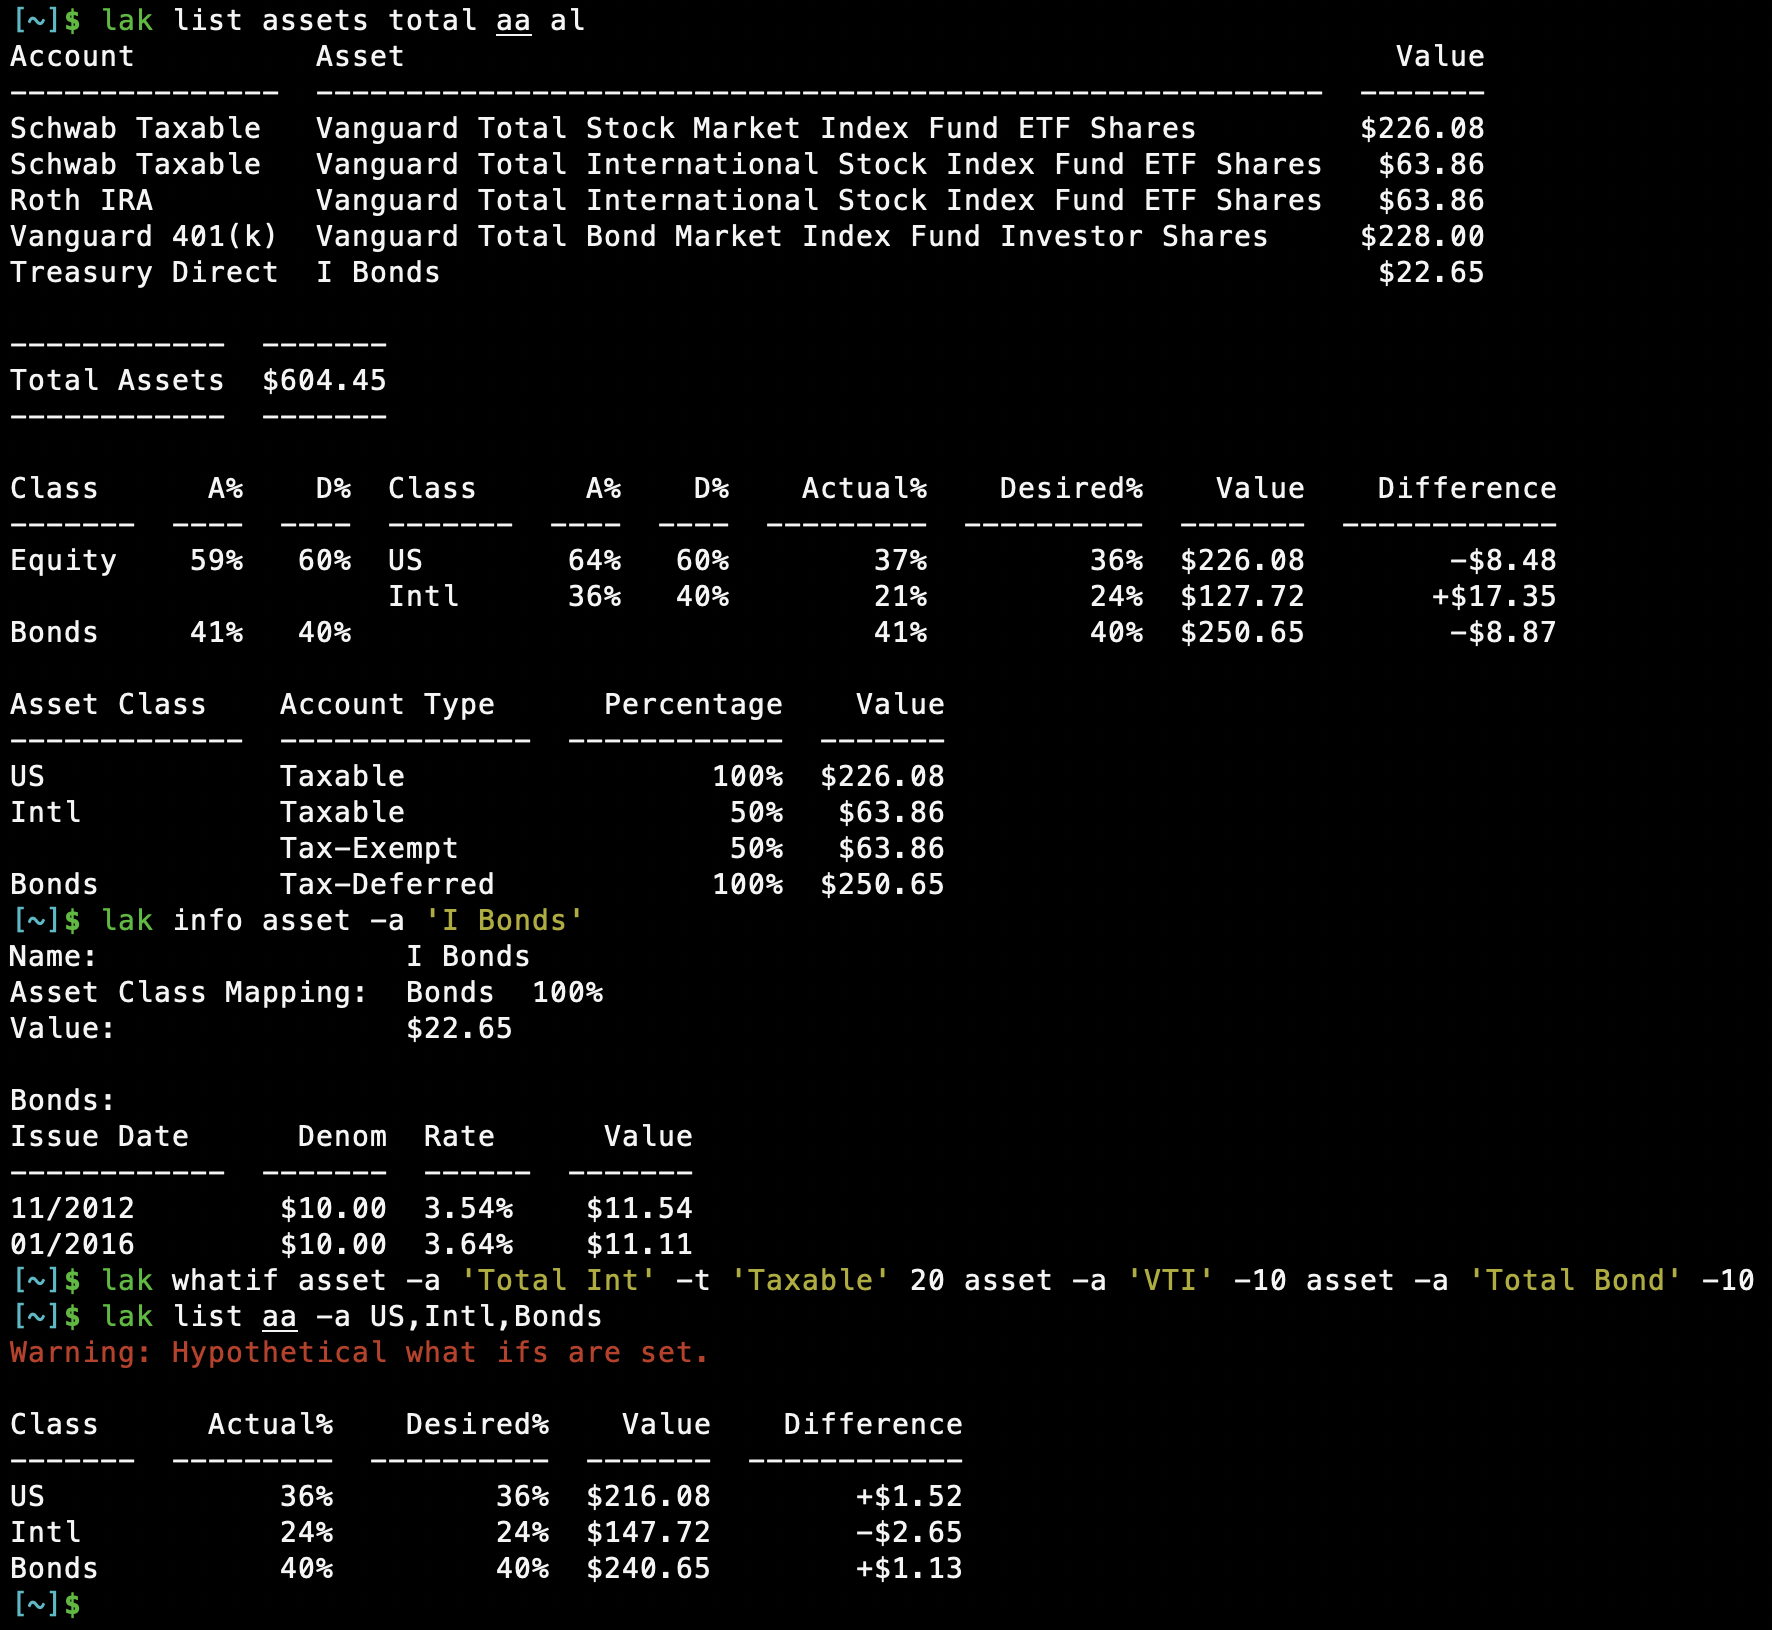 [~]$ lak list assets total aa al
Account          Asset                                                       Value
---------------  --------------------------------------------------------  -------
Schwab Taxable   Vanguard Total Stock Market Index Fund ETF Shares         $226.08
Schwab Taxable   Vanguard Total International Stock Index Fund ETF Shares   $63.86
Roth IRA         Vanguard Total International Stock Index Fund ETF Shares   $63.86
Vanguard 401(k)  Vanguard Total Bond Market Index Fund Investor Shares     $228.00
Treasury Direct  I Bonds                                                    $22.65
------------  -------
Total Assets  $604.45
------------  -------
Class      A%    D%  Class      A%    D%    Actual%    Desired%    Value    Difference
-------  ----  ----  -------  ----  ----  ---------  ----------  -------  ------------
Equity    59%   60%  US        64%   60%        37%         36%  $226.08        -$8.48
                     Intl      36%   40%        21%         24%  $127.72       +$17.35
Bonds     41%   40%                             41%         40%  $250.65        -$8.87
Asset Class    Account Type      Percentage    Value
-------------  --------------  ------------  -------
US             Taxable                 100%  $226.08
Intl           Taxable                  50%   $63.86
               Tax-Exempt               50%   $63.86
Bonds          Tax-Deferred            100%  $250.65
[~]$ lak info asset -a 'I Bonds'
Name:                 I Bonds
Asset Class Mapping:  Bonds  100%
Value:                $22.65
Bonds:
Issue Date      Denom  Rate      Value
------------  -------  ------  -------
11/2012        $10.00  3.54%    $11.54
01/2016        $10.00  3.64%    $11.11
[~]$ lak whatif asset -a 'Total Int' -t 'Taxable' 20 asset -a 'VTI' -10 asset -a 'Total Bond' -10
[~]$ lak list aa -a US,Intl,Bonds
Warning: Hypothetical what ifs are set.
Class      Actual%    Desired%    Value    Difference
-------  ---------  ----------  -------  ------------
US             36%         36%  $216.08        +$1.52
Intl           24%         24%  $147.72        -$2.65
Bonds          40%         40%  $240.65        +$1.13
[~]$